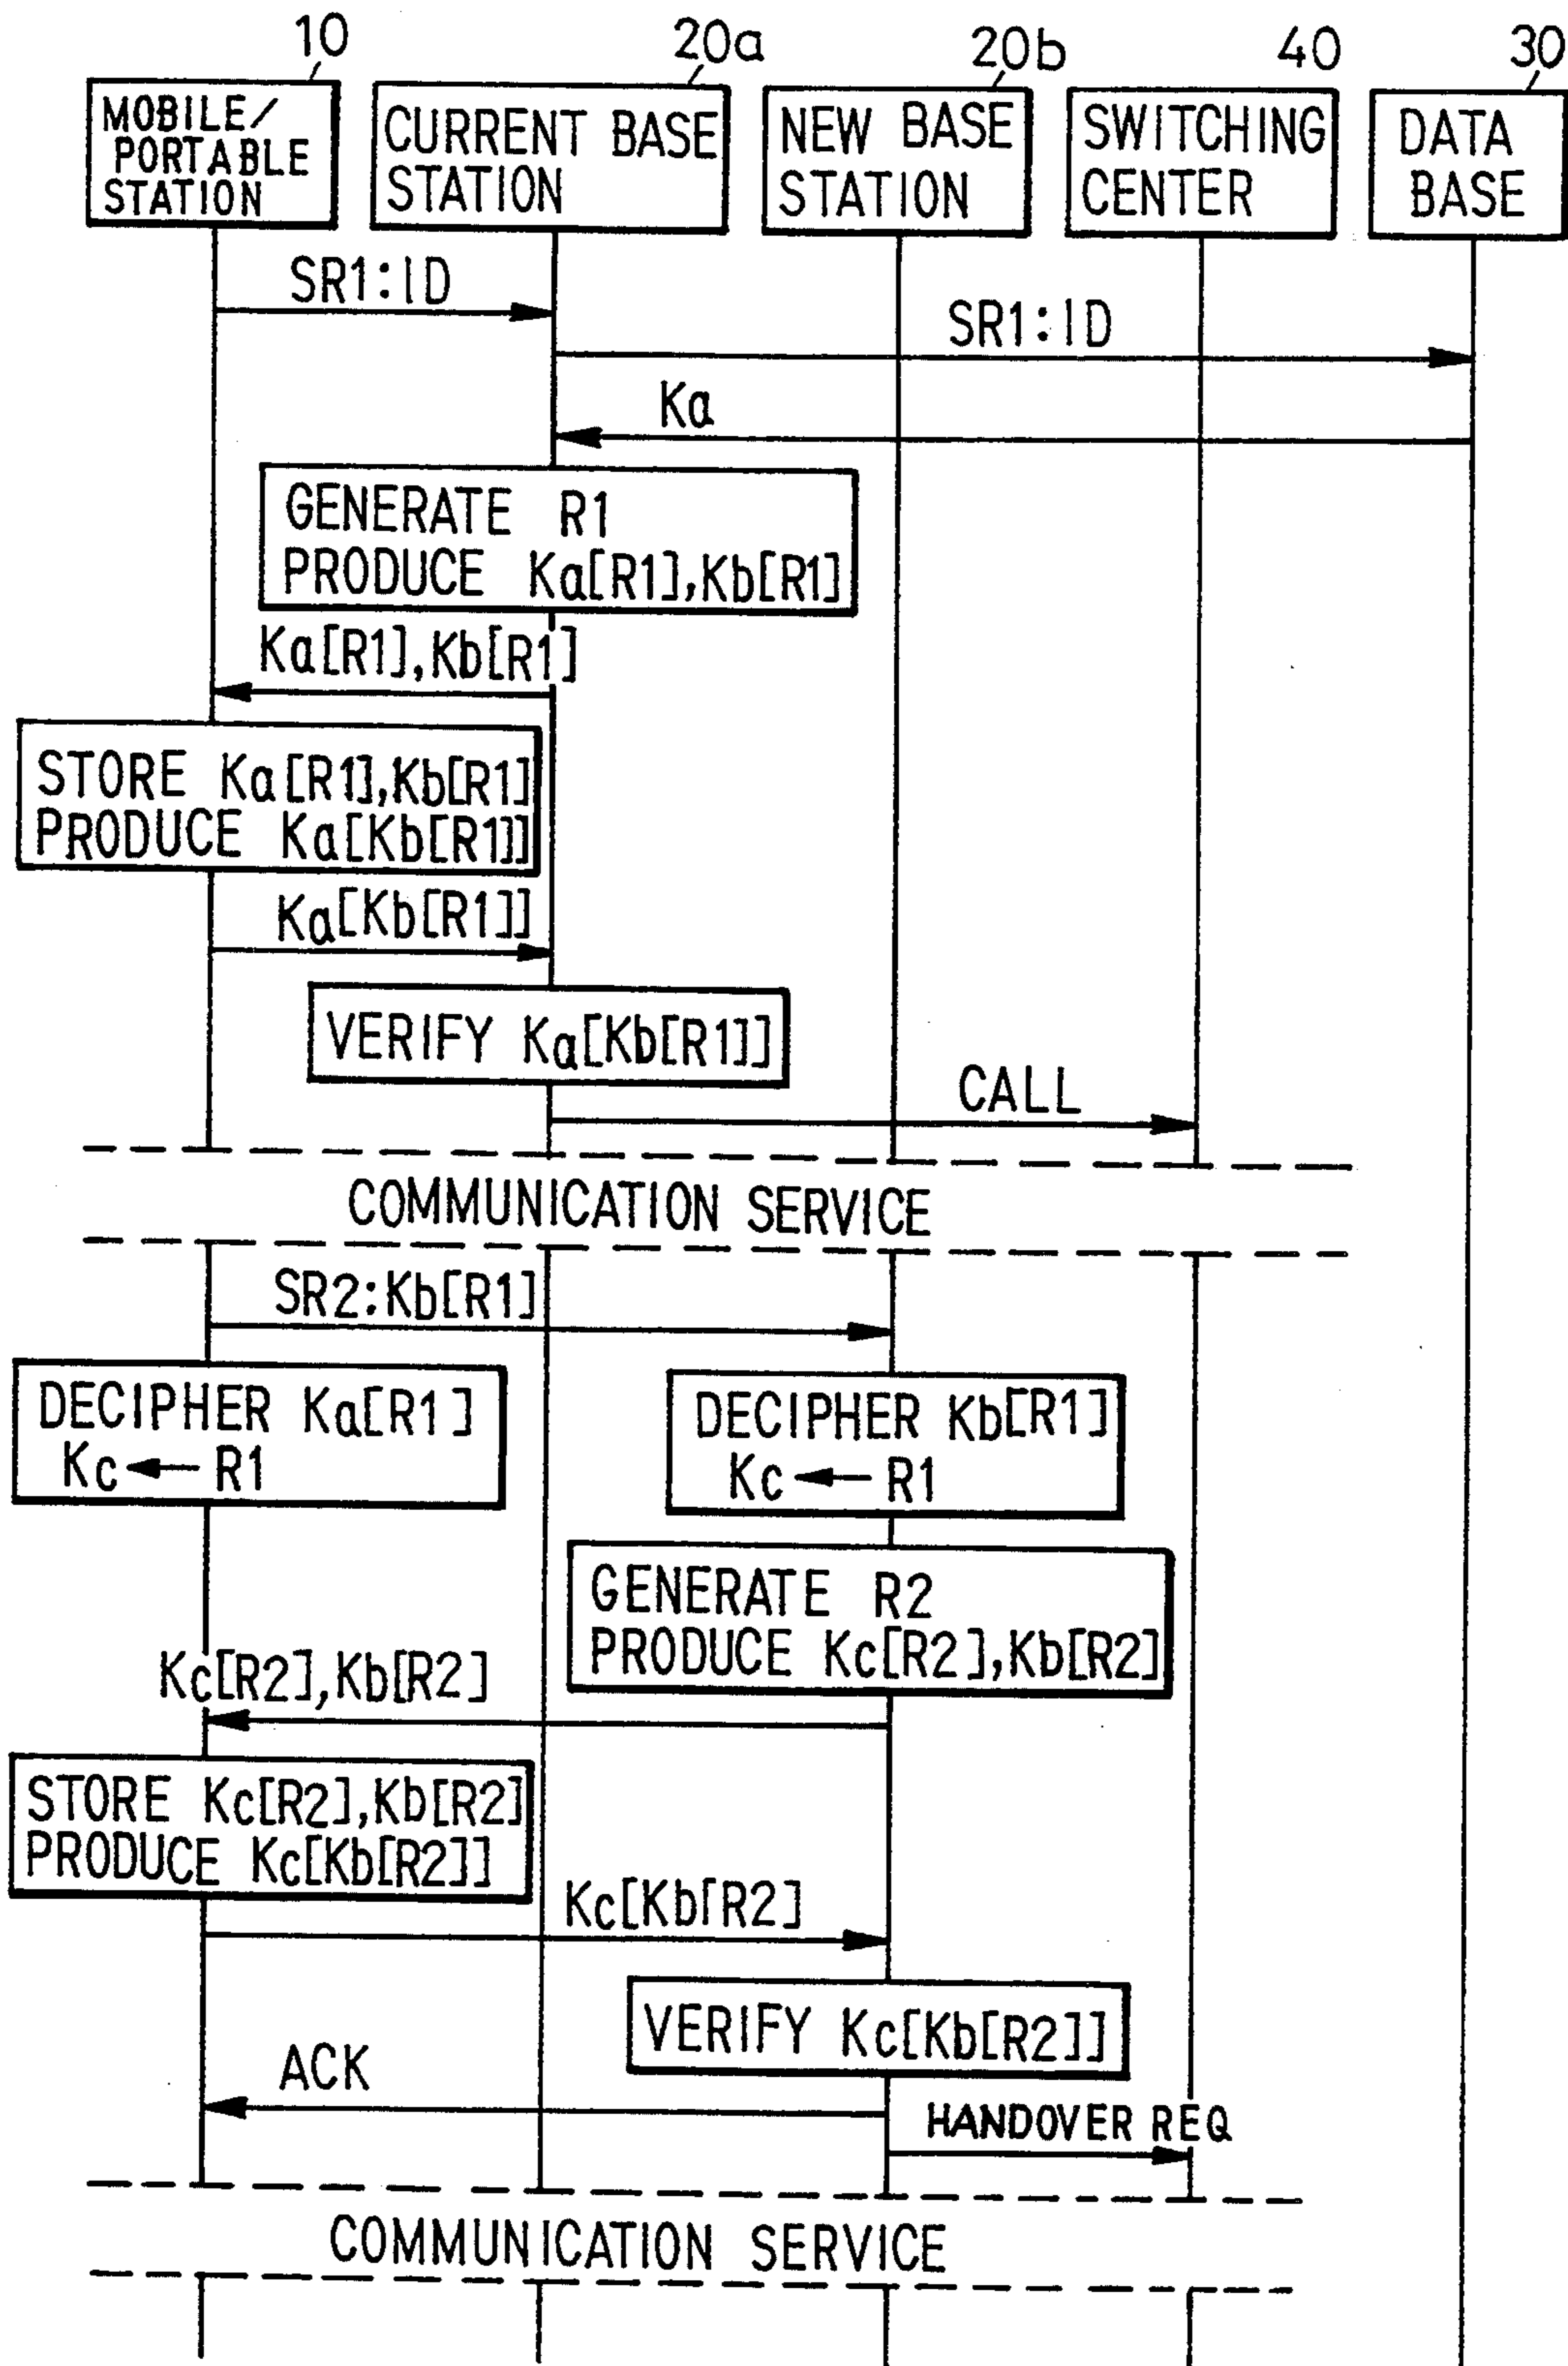 10
20a
20b
40
30
MOBILE/
PORTABLE
STATION
CURRENT BASE
STATION
NEW BASE
STATION
SWITCHING
CENTER
DATA
BASE
SR1:ID
SR1:ID
Ka
GENERATE R1
PRODUCE Ka[R1],Kb[R1]
Ka[R1],Kb[R1]
STORE Ka[R1],Kb[R1]
PRODUCE Ka[Kb[R1]]
Ka[Kb[R1]]
VERIFY Ka[Kb[R1]]
CALL
COMMUNICATION SERVICE
SR2:Kb[R1]
DECIPHER Ka[R1]
Kc ← R1
DECIPHER Kb[R1]
Kc ← R1
GENERATE R2
PRODUCE Kc[R2],Kb[R2]
Kc[R2],Kb[R2]
STORE Kc[R2],Kb[R2]
PRODUCE Kc[Kb[R2]]
Kc[Kb[R2]
VERIFY Kc[Kb[R2]]
ACK
HANDOVER REQ
COMMUNICATION SERVICE